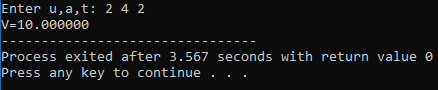 Enter u,a,t: 2 4 2
V=10.000000
--------------------------------
Process exited after 3.567 seconds with return value 0
Press any key to continue . . .